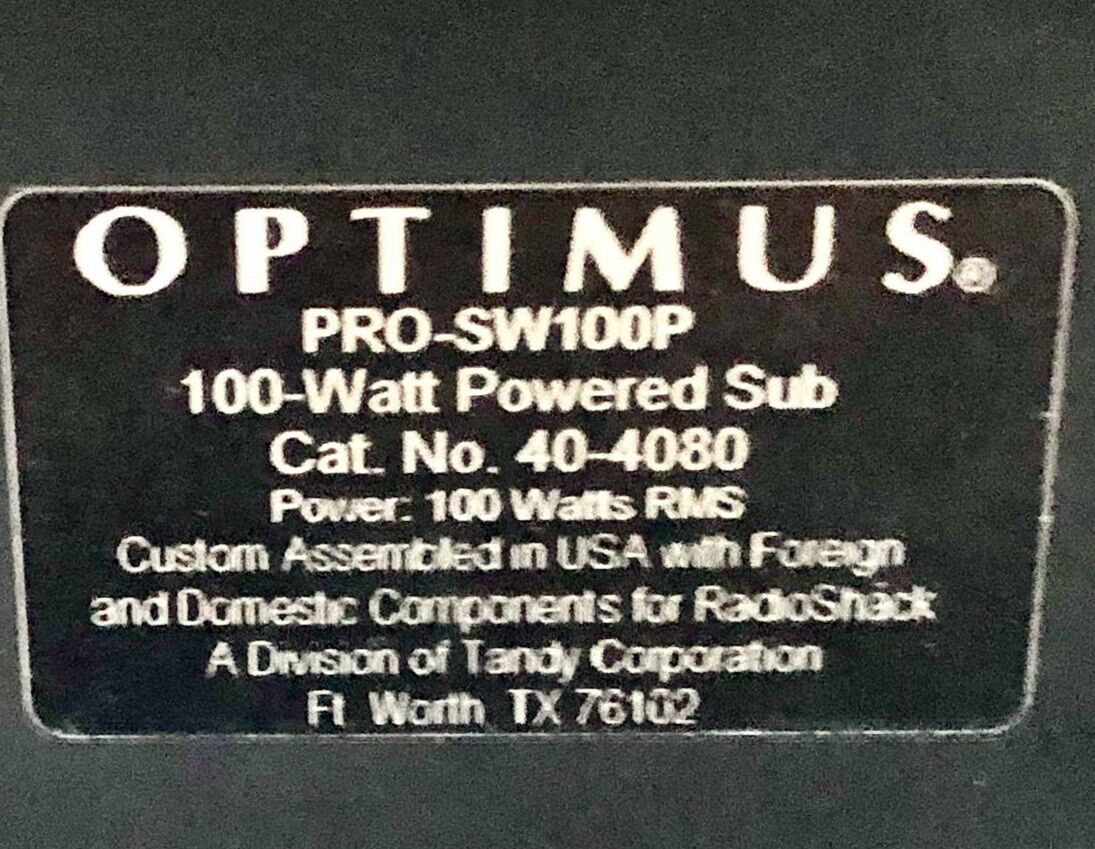 OPTIMUS®
PRO-SW100P
100-Watt Powered Sub
Cat. No. 40-4080
Power: 100 Watts RMS
Custom Assembled in USA with Foreign
and Domestic Components for RadioShack
A Division of Tandy Corporation
Ft. Worth, TX 76102